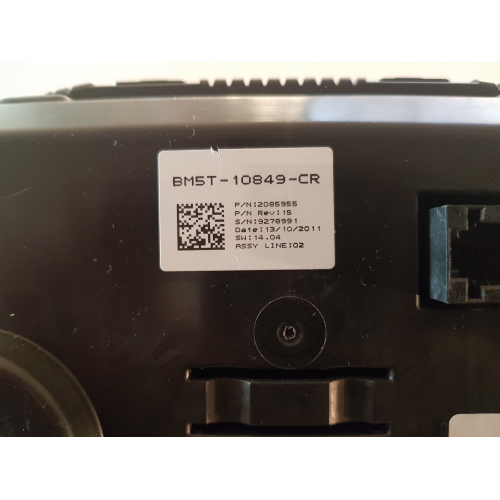 BM5T-10849-CR
P/N:2085955
P/N Rev:15
S/N:9278991
Date:13/10/2011
SW:14.04
ASSY LINE:02